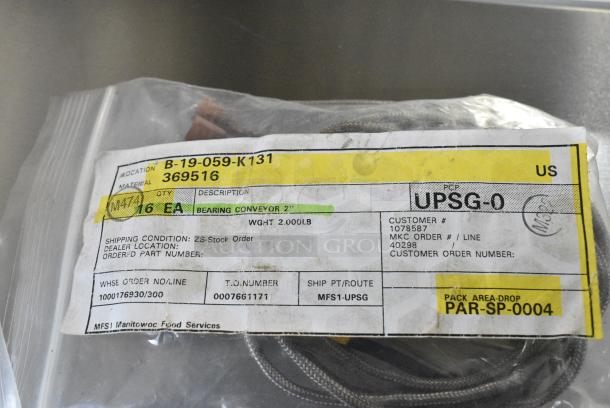 LOCATION B-19-059-K131
MATERIAL 369516
US
QTY DESCRIPTION
16 EA BEARING CONVEYOR 2"
M474
WGHT 2.000LB
PCP
UPSG-0
SHIPPING CONDITION: ZS-Stock Order
DEALER LOCATION:
ORDERED PART NUMBER:
CUSTOMER #
1078587
MKC ORDER # / LINE
40298 /
CUSTOMER ORDER NUMBER:
AUCTION GROUP
WHSE ORDER NO/LINE
1000176930/300
T.O.NUMBER
0007661171
SHIP PT/ROUTE
MFS1-UPSG
PACK AREA-DROP
PAR-SP-0004
MFS1 Manitowoc Food Services